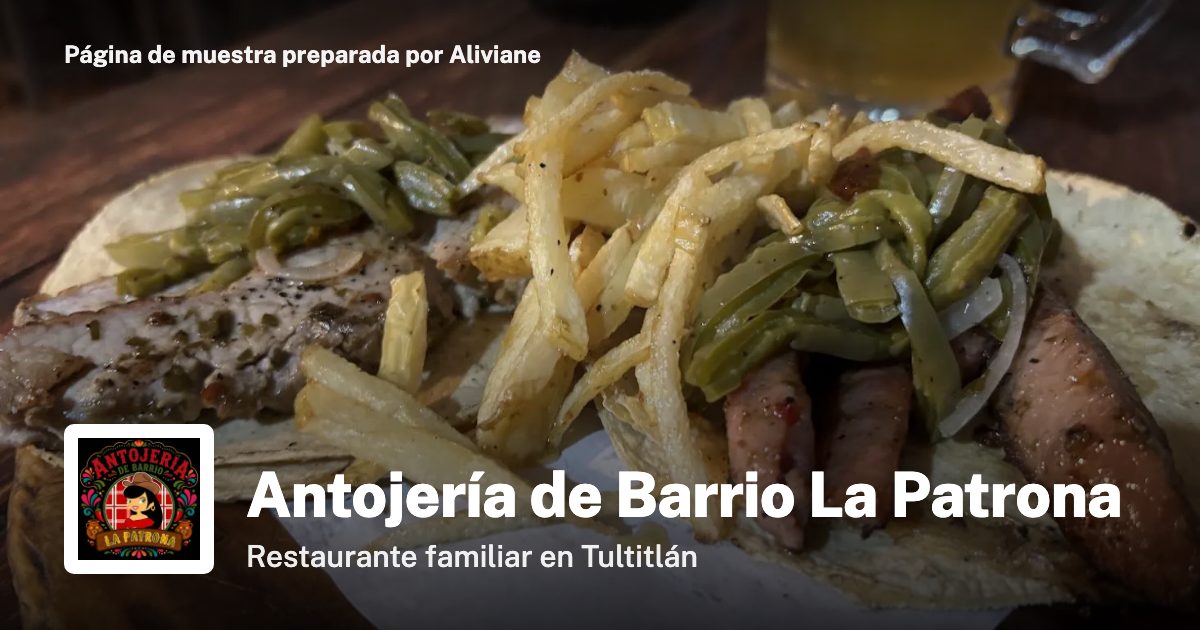 Página de muestra preparada por Aliviane
ANTOJERÍA
DE BARRIO
LA PATRONA
Antojería de Barrio La Patrona
Restaurante familiar en Tultitlán